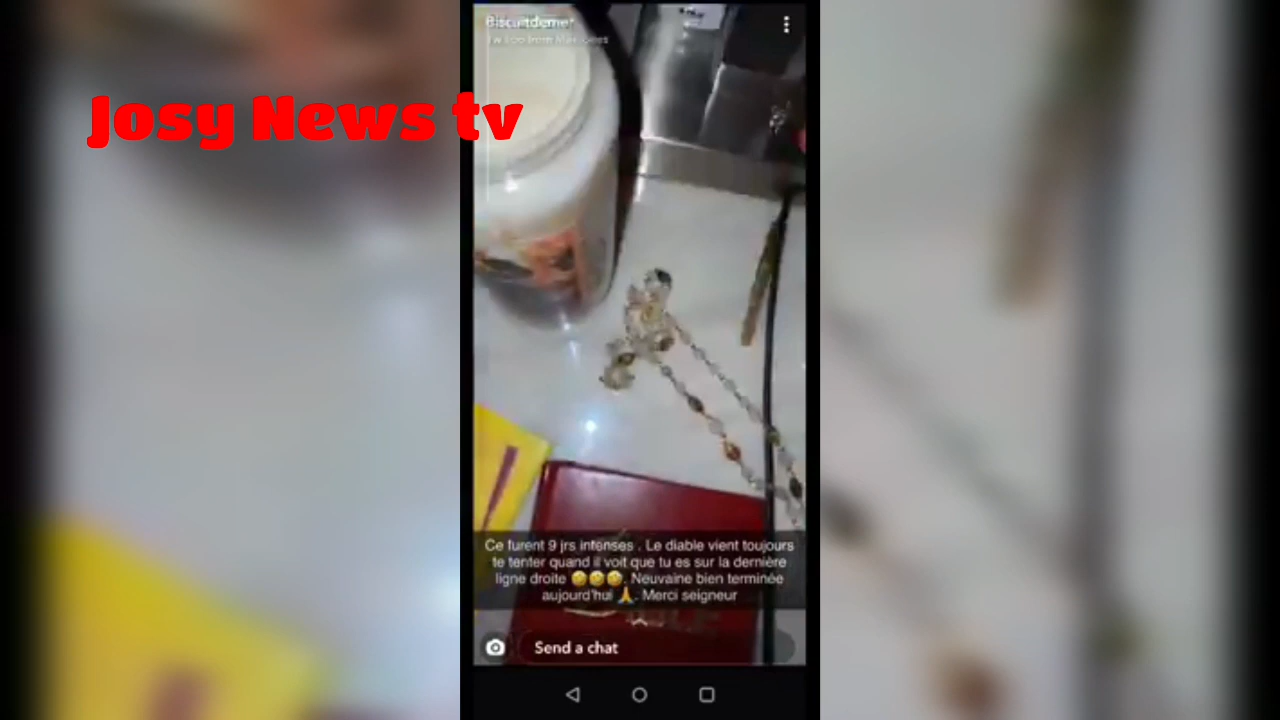 Biscuitdemer
Josy News tv
Ce furent 9 jrs intenses . Le diable vient toujours
te tenter quand il voit que tu es sur la dernière
ligne droite 🤣🤣🤣. Neuvaine bien terminée
aujourd'hui 🙏. Merci seigneur
Send a chat